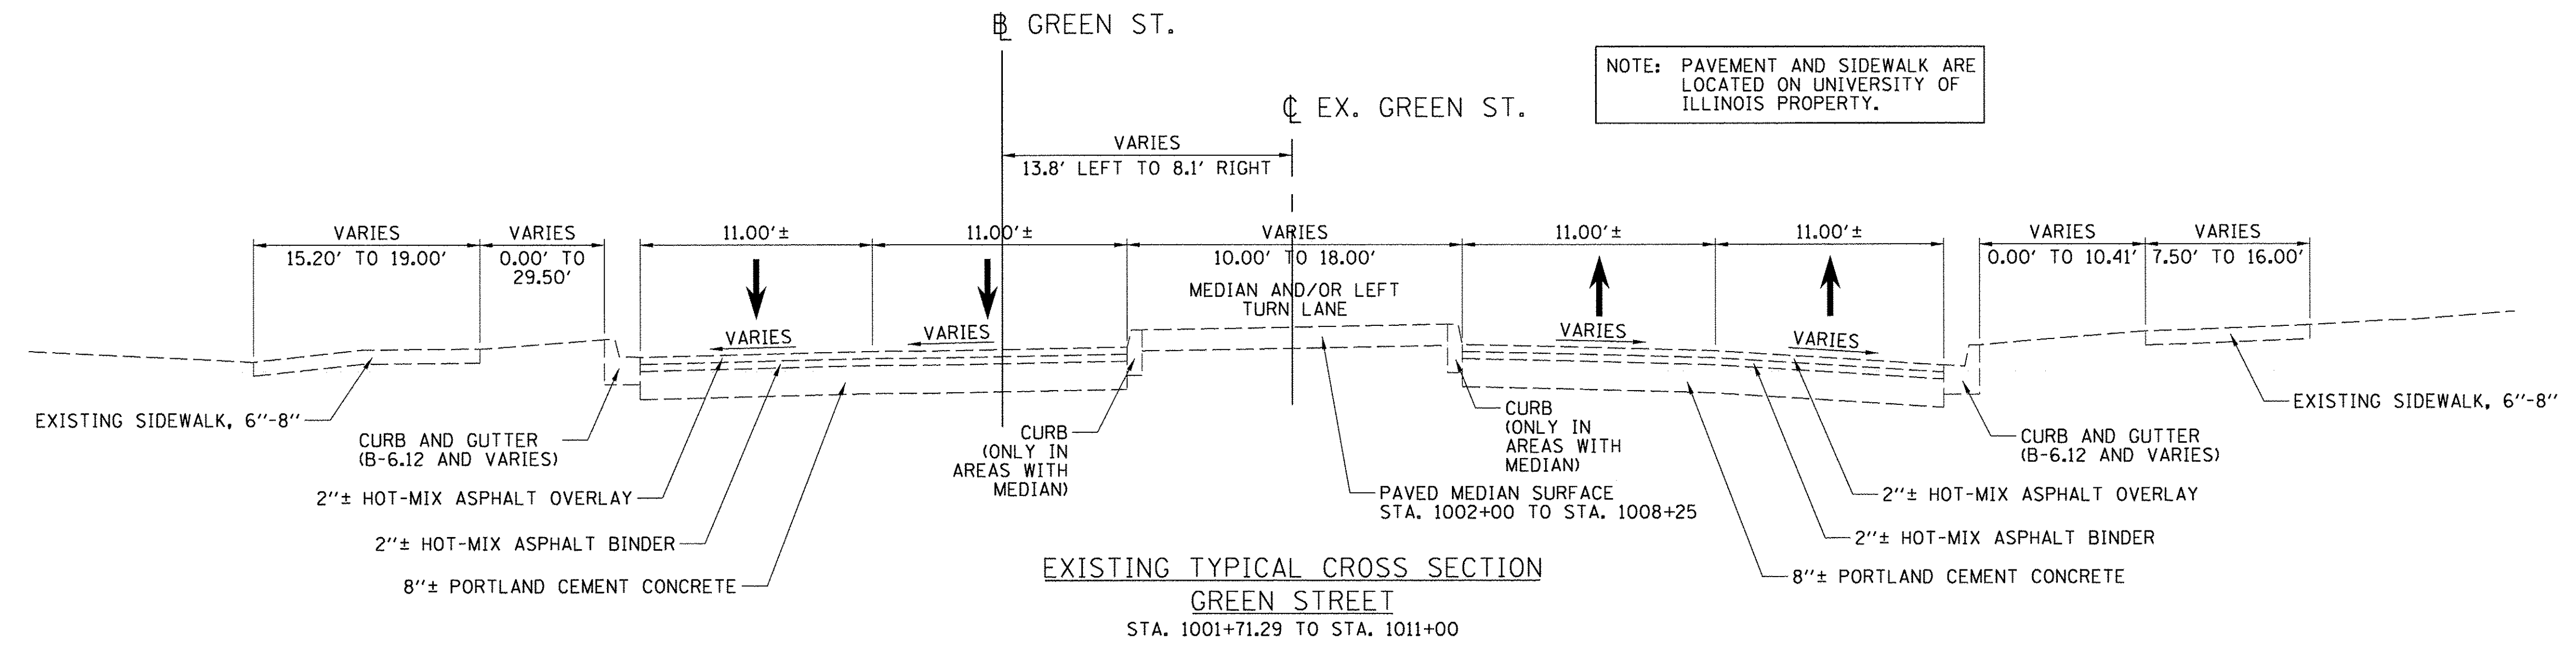 ℄ GREEN ST.
NOTE: PAVEMENT AND SIDEWALK ARE
LOCATED ON UNIVERSITY OF
ILLINOIS PROPERTY.
℄ EX. GREEN ST.
VARIES
13.8' LEFT TO 8.1' RIGHT
VARIES
15.20' TO 19.00'
VARIES
0.00' TO
29.50'
11.00'±
11.00'±
VARIES
10.00' TO 18.00'
MEDIAN AND/OR LEFT
TURN LANE
11.00'±
11.00'±
VARIES
0.00' TO 10.41'
VARIES
7.50' TO 16.00'
VARIES
VARIES
VARIES
VARIES
EXISTING SIDEWALK, 6"-8"
CURB AND GUTTER
(B-6.12 AND VARIES)
2"± HOT-MIX ASPHALT OVERLAY
2"± HOT-MIX ASPHALT BINDER
8"± PORTLAND CEMENT CONCRETE
CURB
(ONLY IN
AREAS WITH
MEDIAN)
CURB
(ONLY IN
AREAS WITH
MEDIAN)
PAVED MEDIAN SURFACE
STA. 1002+00 TO STA. 1008+25
EXISTING SIDEWALK, 6"-8"
CURB AND GUTTER
(B-6.12 AND VARIES)
2"± HOT-MIX ASPHALT OVERLAY
2"± HOT-MIX ASPHALT BINDER
8"± PORTLAND CEMENT CONCRETE
EXISTING TYPICAL CROSS SECTION
GREEN STREET
STA. 1001+71.29 TO STA. 1011+00